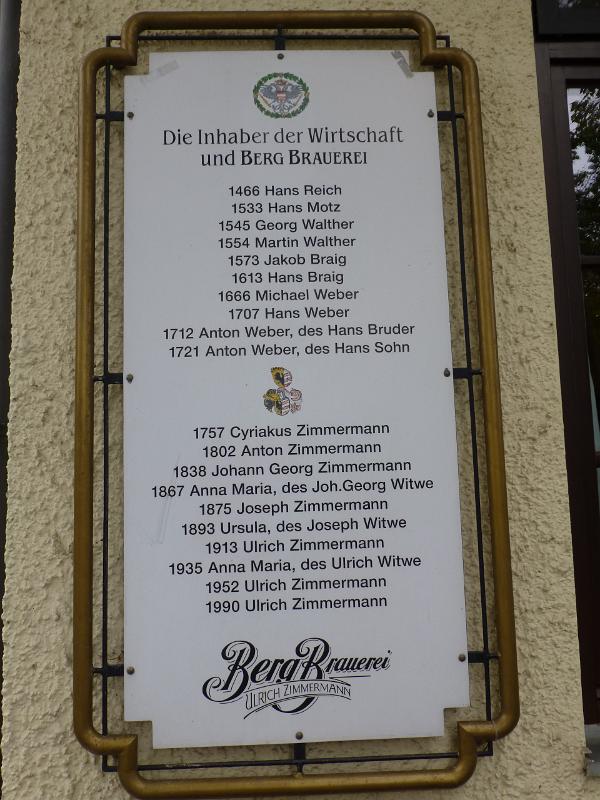 Die Inhaber der Wirtschaft
und BERG BRAUEREI
1466 Hans Reich
1533 Hans Motz
1545 Georg Walther
1554 Martin Walther
1573 Jakob Braig
1613 Hans Braig
1666 Michael Weber
1707 Hans Weber
1712 Anton Weber, des Hans Bruder
1721 Anton Weber, des Hans Sohn
1757 Cyriakus Zimmermann
1802 Anton Zimmermann
1838 Johann Georg Zimmermann
1867 Anna Maria, des Joh.Georg Witwe
1875 Joseph Zimmermann
1893 Ursula, des Joseph Witwe
1913 Ulrich Zimmermann
1935 Anna Maria, des Ulrich Witwe
1952 Ulrich Zimmermann
1990 Ulrich Zimmermann
Berg Brauerei
ULRICH ZIMMERMANN